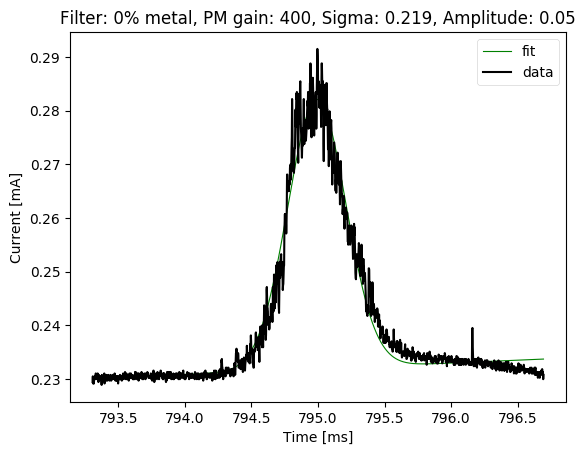 Filter: 0% metal, PM gain: 400, Sigma: 0.219, Amplitude: 0.05
fit
data
0.29
0.28
0.27
0.26
0.25
0.24
0.23
Current [mA]
793.5 794.0 794.5 795.0 795.5 796.0 796.5
Time [ms]